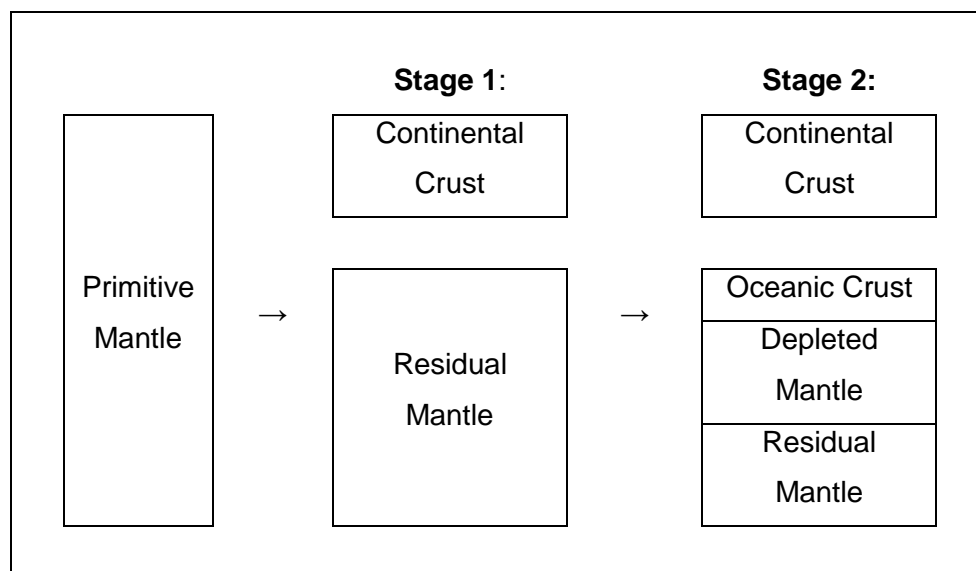 Stage 1:
Stage 2:
Continental
Crust
Continental
Crust
Primitive
Mantle
→
Residual
Mantle
→
Oceanic Crust
Depleted
Mantle
Residual
Mantle